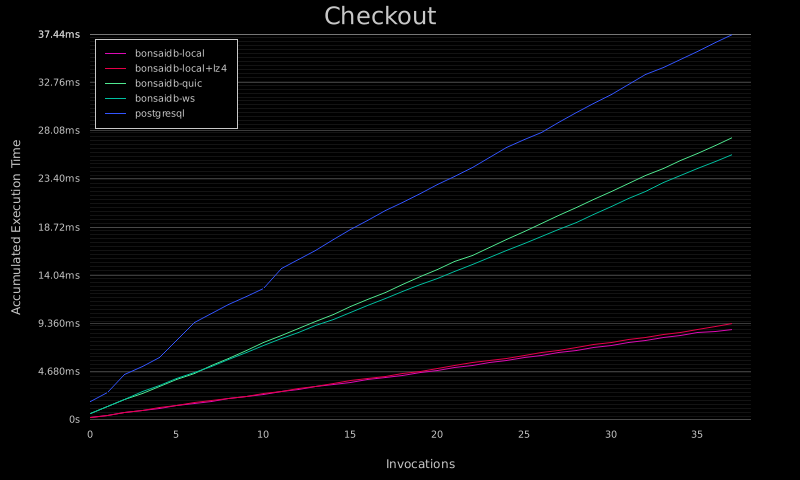 Checkout
37.44ms
32.76ms
28.08ms
23.40ms
18.72ms
14.04ms
9.360ms
4.680ms
0s
bonsaidb-local
bonsaidb-local+lz4
bonsaidb-quic
bonsaidb-ws
postgresql
Accumulated Execution Time
0 5 10 15 20 25 30 35
Invocations